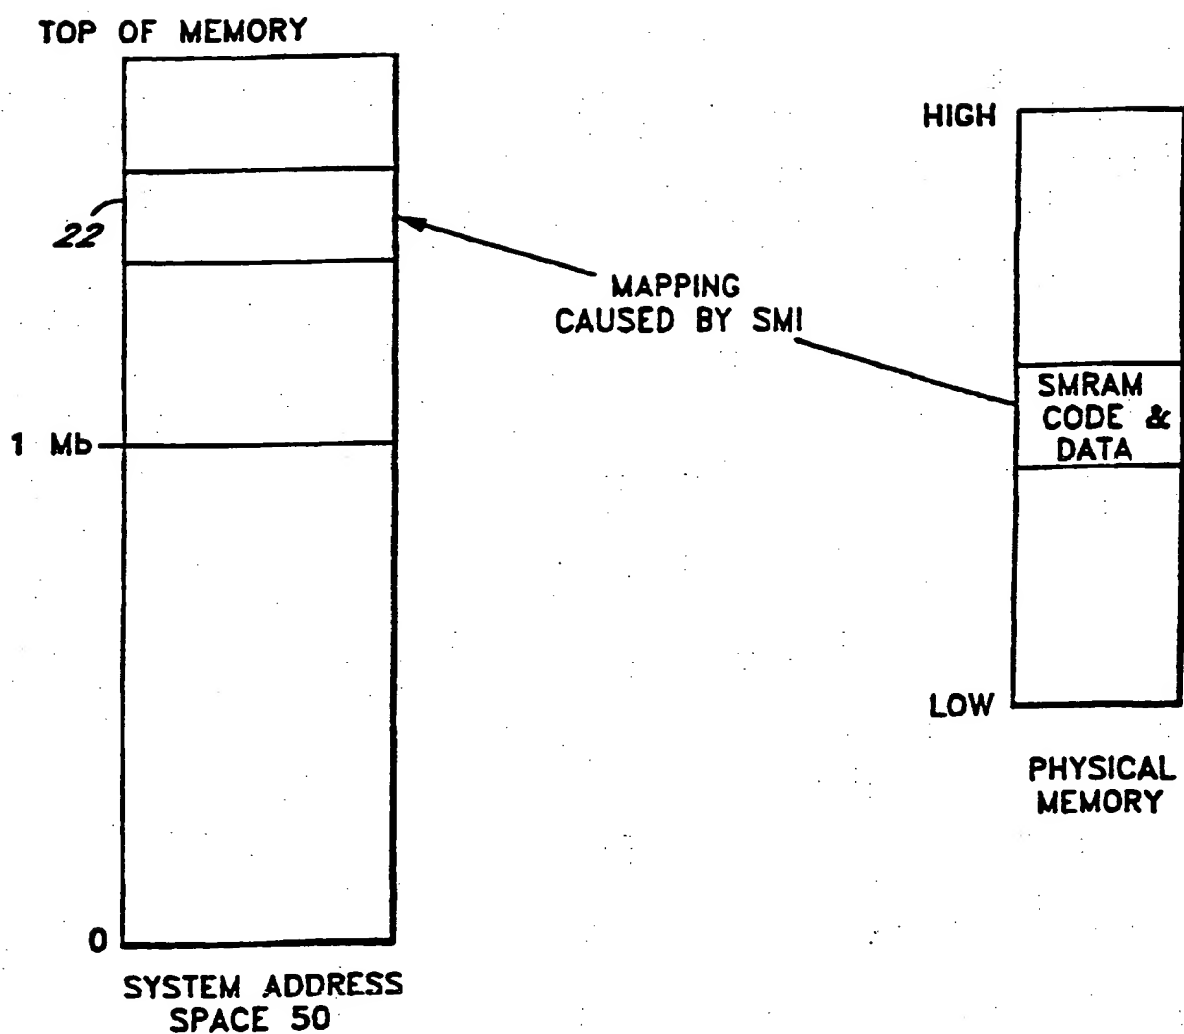 TOP OF MEMORY
HIGH
22
MAPPING
CAUSED BY SMI
SMRAM
CODE &
DATA
1 Mb
LOW
PHYSICAL
MEMORY
0
SYSTEM ADDRESS
SPACE 50